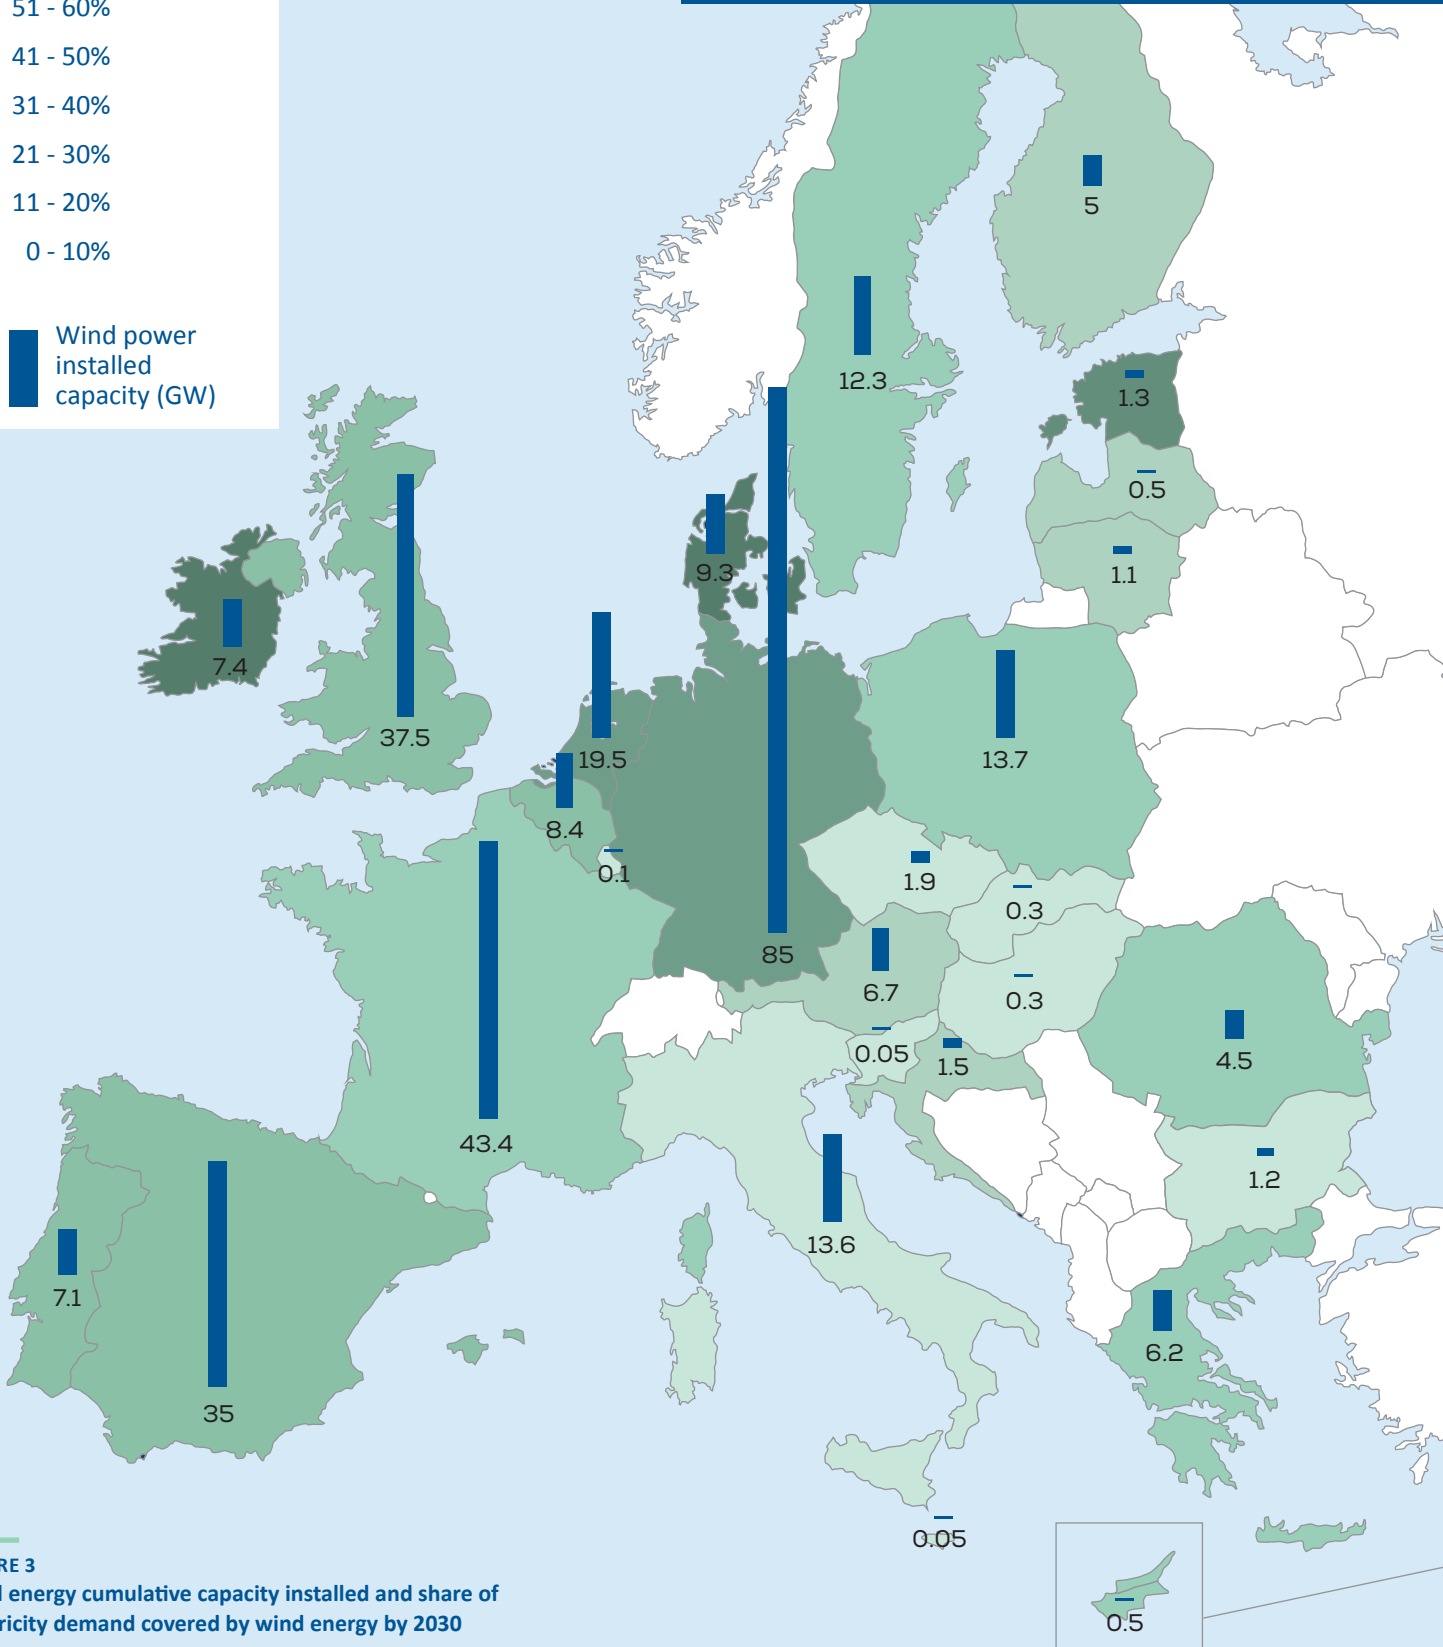 51 - 60%
41 - 50%
31 - 40%
21 - 30%
11 - 20%
0 - 10%
Wind power
installed
capacity (GW)
5
12.3
1.3
0.5
9.3
1.1
7.4
37.5
19.5
13.7
8.4
0.1
1.9
0.3
85
6.7
0.3
0.05
1.5
4.5
43.4
1.2
13.6
7.1
6.2
35
0.05
RE 3
energy cumulative capacity installed and share of
ricity demand covered by wind energy by 2030
0.5